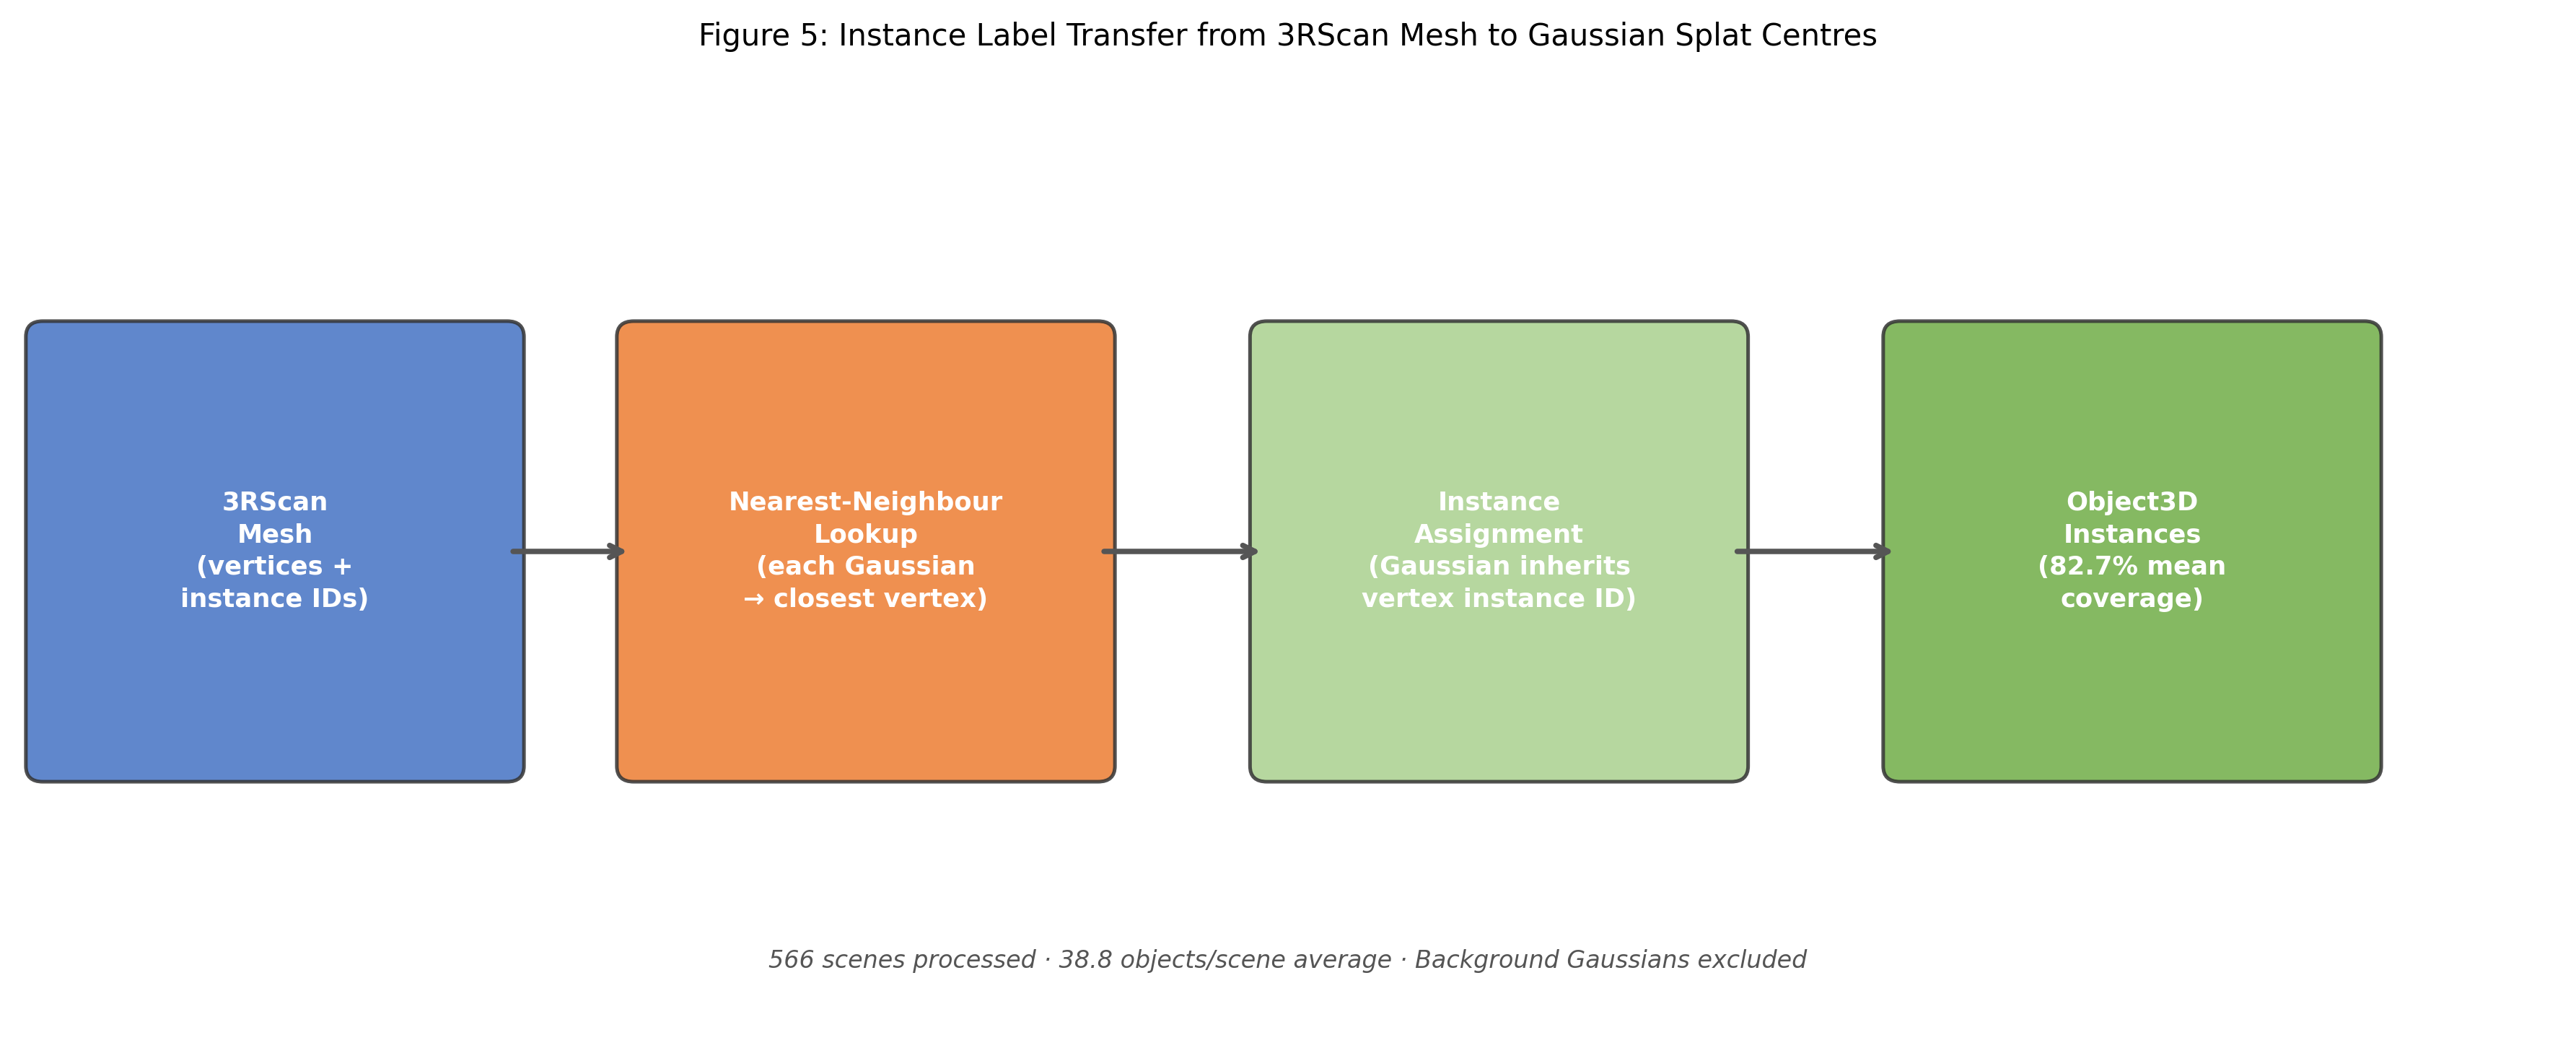 Figure 5: Instance Label Transfer from 3RScan Mesh to Gaussian Splat Centres
3RScan
Mesh
(vertices +
instance IDs)
Nearest-Neighbour
Lookup
(each Gaussian
→ closest vertex)
Instance
Assignment
(Gaussian inherits
vertex instance ID)
Object3D
Instances
(82.7% mean
coverage)
566 scenes processed · 38.8 objects/scene average · Background Gaussians excluded